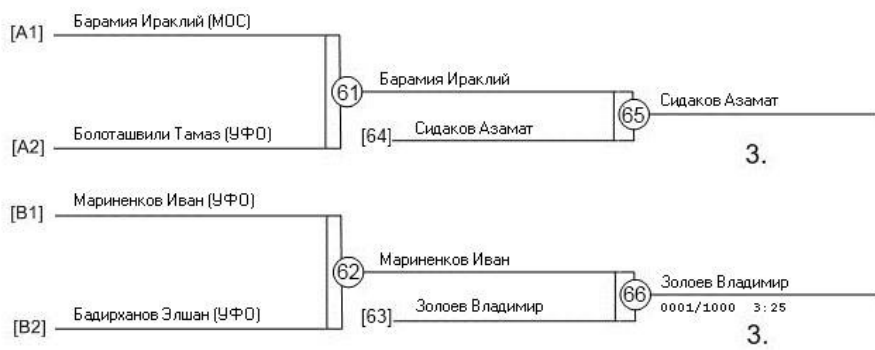 [A1] Барамия Ираклий (МОС)
61 Барамия Ираклий
65 Сидаков Азамат
[64] Сидаков Азамат
[A2] Болоташвили Тамаз (УФО)
3.
[B1] Мариненков Иван (УФО)
62 Мариненков Иван
66 Золоев Владимир
0001/1000 3:25
[63] Золоев Владимир
[B2] Бадирханов Элшан (УФО)
3.